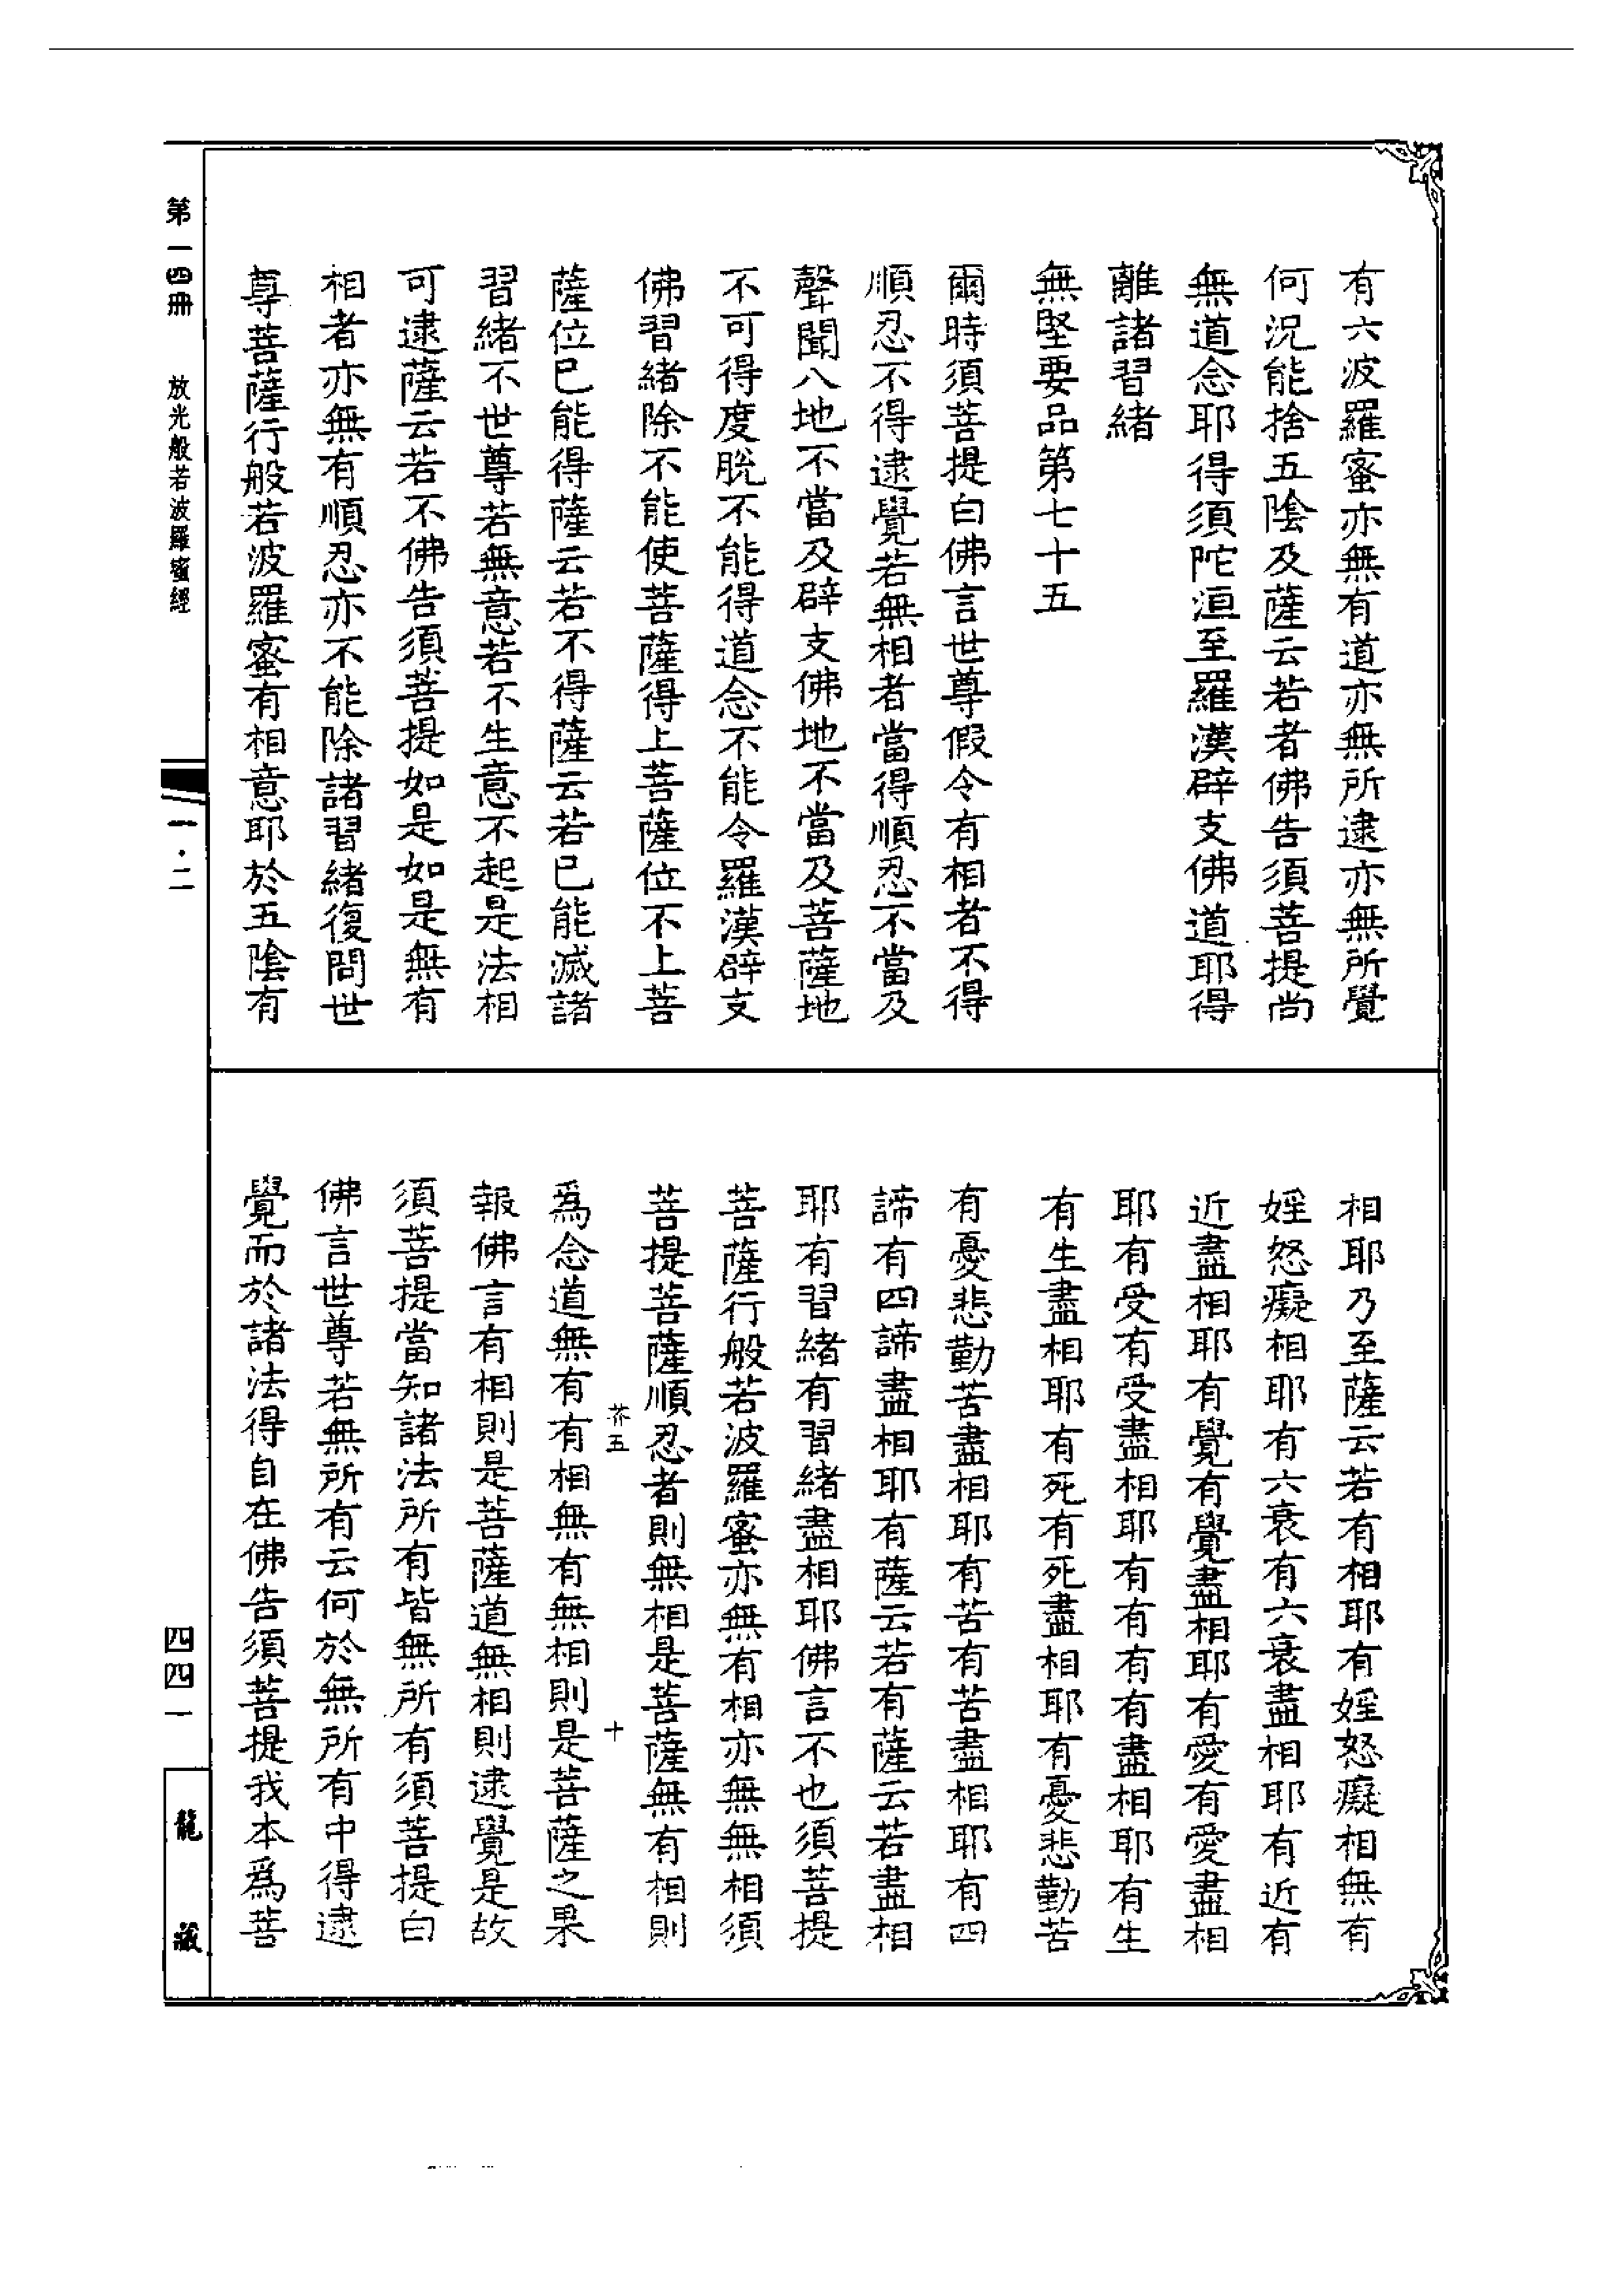 有六波羅蜜亦無有道亦無所逮亦無所覺
何況能捨五陰及薩云若者佛告須菩提尚
無道念耶得須陀洹至羅漢辟支佛道耶得
離諸習緒
無堅要品第七十五
爾時須菩提白佛言世尊假令有相者不得
順忍不得逮覺若無相者當得順忍不當及
聲聞八地不當及辟支佛地不當及菩薩地
不可得度脫不能得道念不能令羅漢辟支
佛習緒除不能使菩薩得上菩薩位不上菩
薩位已能得薩云若不得薩云若已能滅諸
習緒不世尊若無意若不生意不起是法相
可逮薩云若不佛告須菩提如是如是無有
相者亦無有順忍亦不能除諸習緒復問世
尊菩薩行般若波羅蜜有相意耶於五陰有
相耶乃至薩云若有相耶有婬怒癡相無有
婬怒癡相耶有六衰有六衰盡相耶有近有
近盡相耶有覺有覺盡相耶有愛有愛盡相
耶有受有受盡相耶有有有有盡相耶有生
有生盡相耶有死有死盡相耶有憂悲勤苦
有憂悲勤苦盡相耶有苦有苦盡相耶有四
諦有四諦盡相耶有薩云若有薩云若盡相
耶有習緒有習緒盡相耶佛言不也須菩提
菩薩行般若波羅蜜亦無有相亦無無相須
菩提菩薩順忍者則無相是菩薩無有相則
芥五 十
為念道無有有相無有無相則是菩薩之果
報佛言有相則是菩薩道無相則逮覺是故
須菩提當知諸法所有皆無所有須菩提白
佛言世尊若無所有云何於無所有中得逮
覺而於諸法得自在佛告須菩提我本為菩
第一四冊 放光般若波羅蜜經
一·二
四四一
龍藏